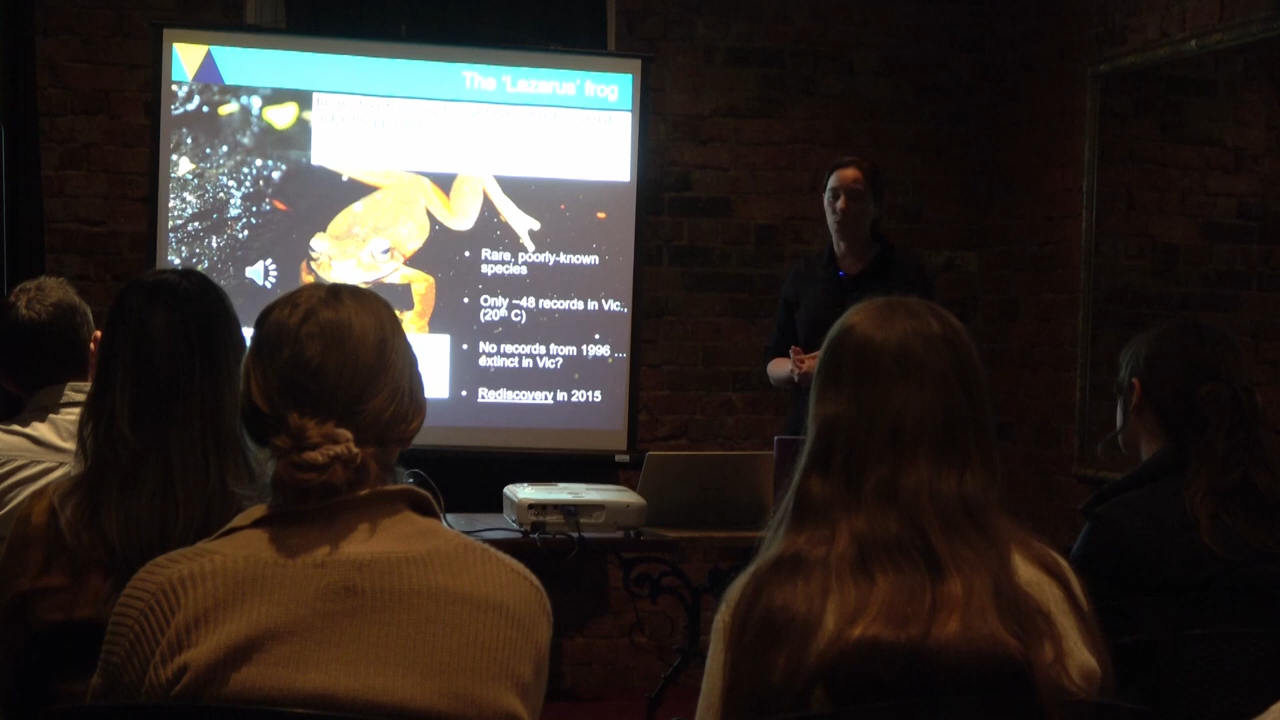 The 'Lazarus' frog
• Rare, poorly-known
species
• Only ~48 records in Vic.,
(20th C)
• No records from 1996 ...
extinct in Vic?
• Rediscovery in 2015